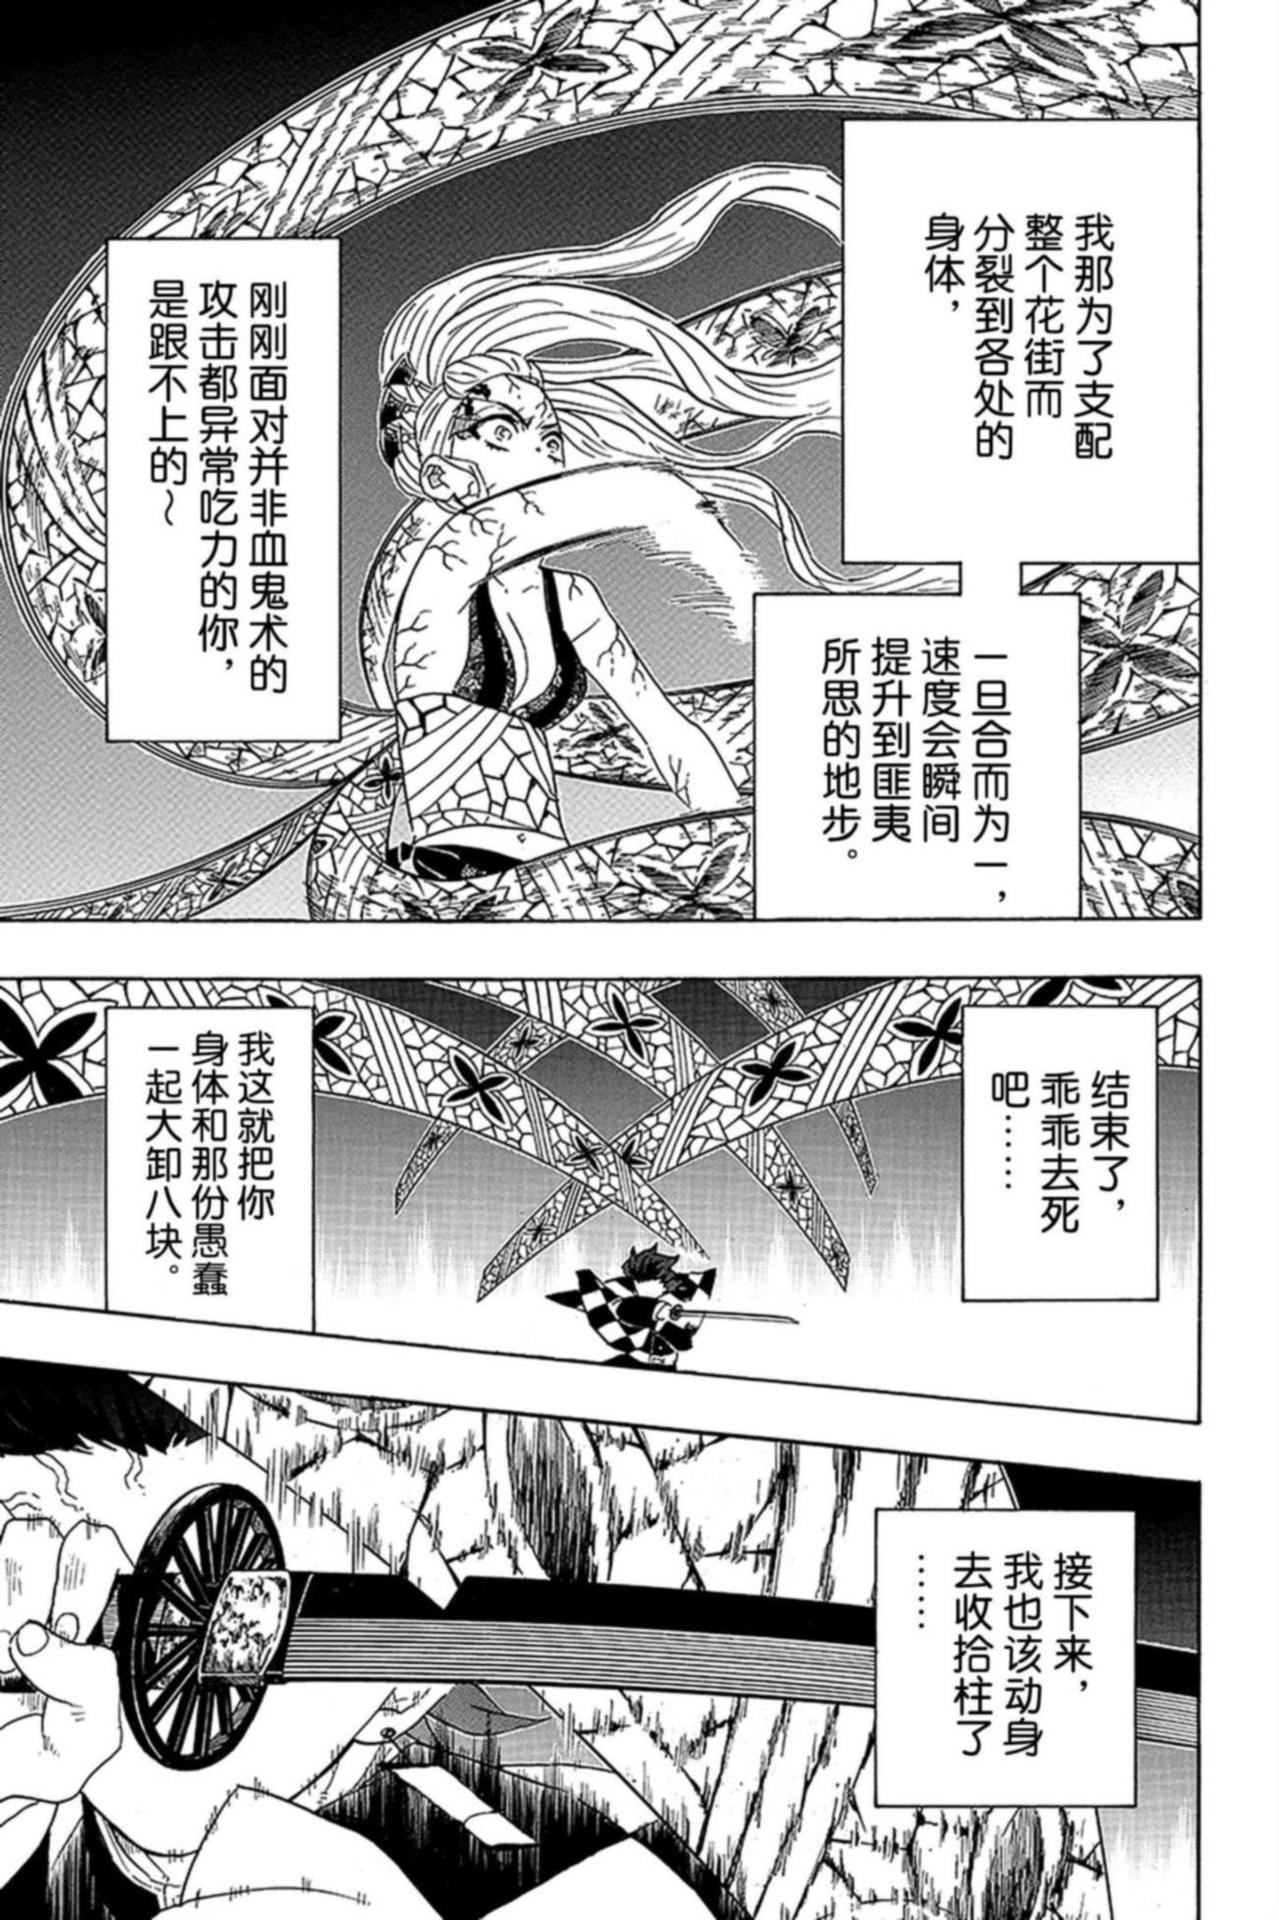 我那为了支配
整个花街而
分裂到各处的
身体，
一旦合而为一，
速度会瞬间
提升到匪夷
所思的地步。
刚刚面对并非血鬼术的
攻击都异常吃力的你，
是跟不上的~
结束了，
乖乖去死
吧……
我这就把你
身体和那份愚蠢
一起大卸八块。
接下来，
我也该动身
去收拾柱了
……